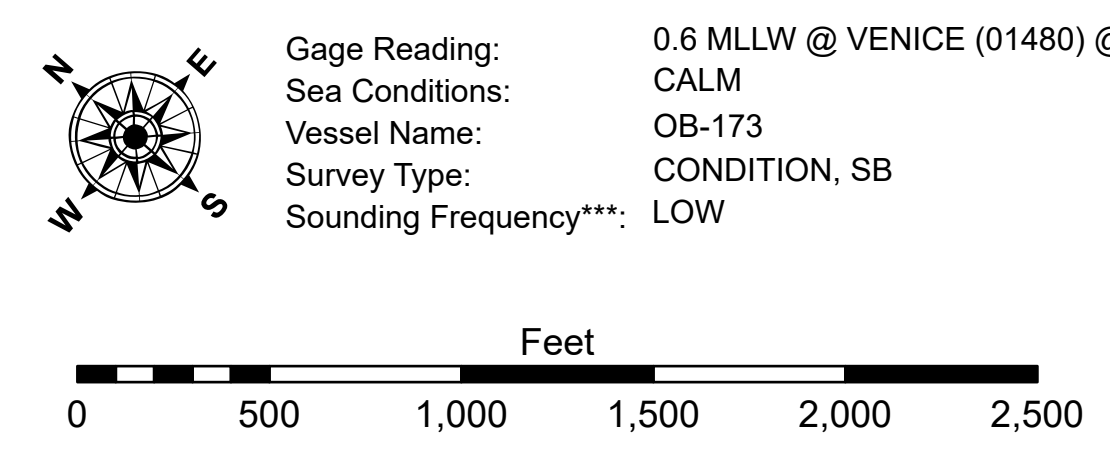 N
E
W
S
Gage Reading: 0.6 MLLW @ VENICE (01480) @
Sea Conditions: CALM
Vessel Name: OB-173
Survey Type: CONDITION, SB
Sounding Frequency***: LOW
Feet
0 500 1,000 1,500 2,000 2,500